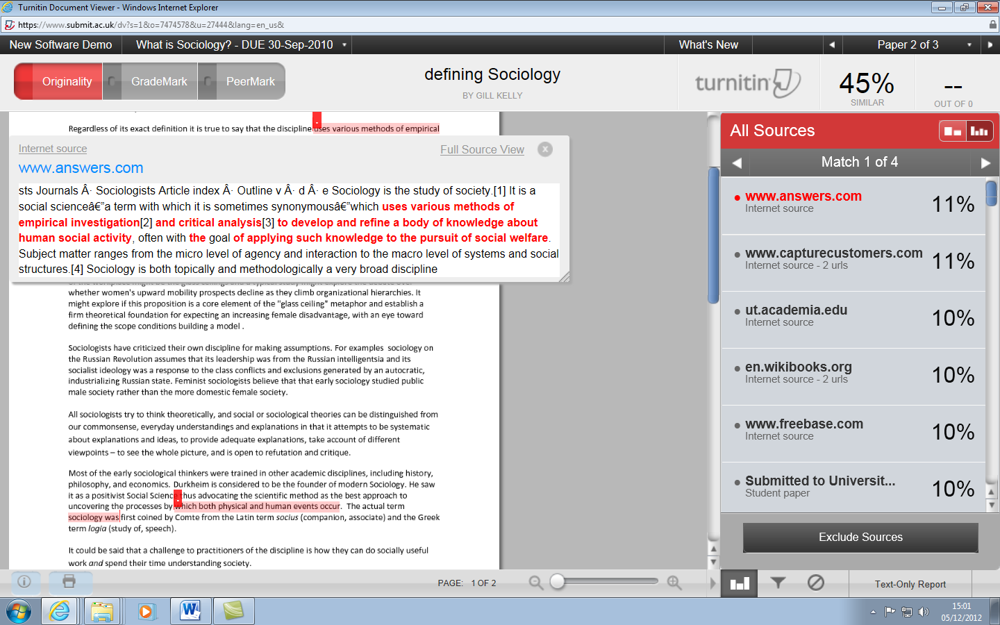 Turnitin Document Viewer - Windows Internet Explorer
https://www.submit.ac.uk/dv?s=1&o=7474578&u=27444&lang=en_us&
New Software Demo What is Sociology? - DUE 30-Sep-2010 What's New Paper 2 of 3
Originality GradeMark PeerMark
defining Sociology
BY GILL KELLY
turnitin
45%
SIMILAR
--
OUT OF 0
Regardless of its exact definition it is true to say that the discipline uses various methods of empirical
Internet source Full Source View x
www.answers.com
sts Journals Â· Sociologists Article index Â· Outline v Â· d Â· e Sociology is the study of society.[1] It is a
social scienceâ€”a term with which it is sometimes synonymousâ€”which uses various methods of
empirical investigation[2] and critical analysis[3] to develop and refine a body of knowledge about
human social activity, often with the goal of applying such knowledge to the pursuit of social welfare.
Subject matter ranges from the micro level of agency and interaction to the macro level of systems and social
structures.[4] Sociology is both topically and methodologically a very broad discipline
whether women's upward mobility prospects decline as they climb organizational hierarchies. It
might explore if this proposition is a core element of the "glass ceiling" metaphor and establish a
firm theoretical foundation for expecting an increasing female disadvantage, with an eye toward
defining the scope conditions building a model .
Sociologists have criticized their own discipline for making assumptions. For examples sociology on
the Russian Revolution assumes that its leadership was from the Russian intelligentsia and its
socialist ideology was a response to the class conflicts and exclusions generated by an autocratic,
industrializing Russian state. Feminist sociologists believe that that early sociology studied public
male society rather than the more domestic female society.
All sociologists try to think theoretically, and social or sociological theories can be distinguished from
our commonsense, everyday understandings and explanations in that it attempts to be systematic
about explanations and ideas, to provide adequate explanations, take account of different
viewpoints – to see the whole picture, and is open to refutation and critique.
Most of the early sociological thinkers were trained in other academic disciplines, including history,
philosophy, and economics. Durkheim is considered to be the founder of modern Sociology. He saw
it as a positivist Social Science thus advocating the scientific method as the best approach to
uncovering the processes by which both physical and human events occur. The actual term
sociology was first coined by Comte from the Latin term socius (companion, associate) and the Greek
term logia (study of, speech).
It could be said that a challenge to practitioners of the discipline is how they can do socially useful
work and spend their time understanding society.
All Sources
Match 1 of 4
www.answers.com 11%
Internet source
www.capturecustomers.com 11%
Internet source - 2 urls
ut.academia.edu 10%
Internet source
en.wikibooks.org 10%
Internet source - 2 urls
www.freebase.com 10%
Internet source
Submitted to Universit... 10%
Student paper
Exclude Sources
PAGE: 1 OF 2
Text-Only Report
15:01
05/12/2012